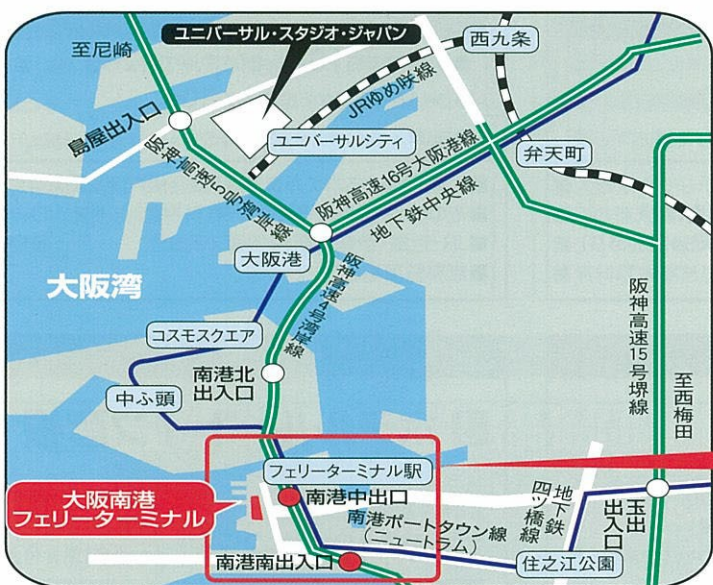 ユニバーサル・スタジオ・ジャパン
至尼崎
西九条
JRゆめ咲線
島屋出入口
ユニバーサルシティ
阪神高速16号大阪港線
弁天町
阪神高速5号湾岸線
地下鉄中央線
大阪港
大阪湾
阪神高速4号湾岸線
阪神高速15号堺線
コスモスクエア
南港北
出入口
中ふ頭
至西梅田
フェリーターミナル駅
大阪南港
フェリーターミナル
南港中出口
地下鉄
四ツ橋線
玉出
出入口
南港ポートタウン線
(ニュートラム)
住之江公園
南港南出入口